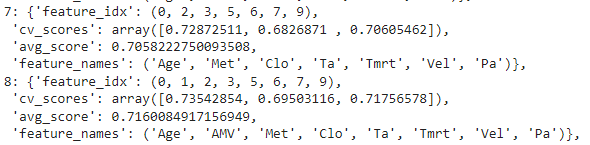 7: {'feature_idx': (0, 2, 3, 5, 6, 7, 9),
'cv_scores': array([0.72872511, 0.6826871 , 0.70605462]),
'avg_score': 0.7058222750093508,
'feature_names': ('Age', 'Met', 'Clo', 'Ta', 'Tmrt', 'Vel', 'Pa')},
8: {'feature_idx': (0, 1, 2, 3, 5, 6, 7, 9),
'cv_scores': array([0.73542854, 0.69503116, 0.71756578]),
'avg_score': 0.7160084917156949,
'feature_names': ('Age', 'AMV', 'Met', 'Clo', 'Ta', 'Tmrt', 'Vel', 'Pa')},